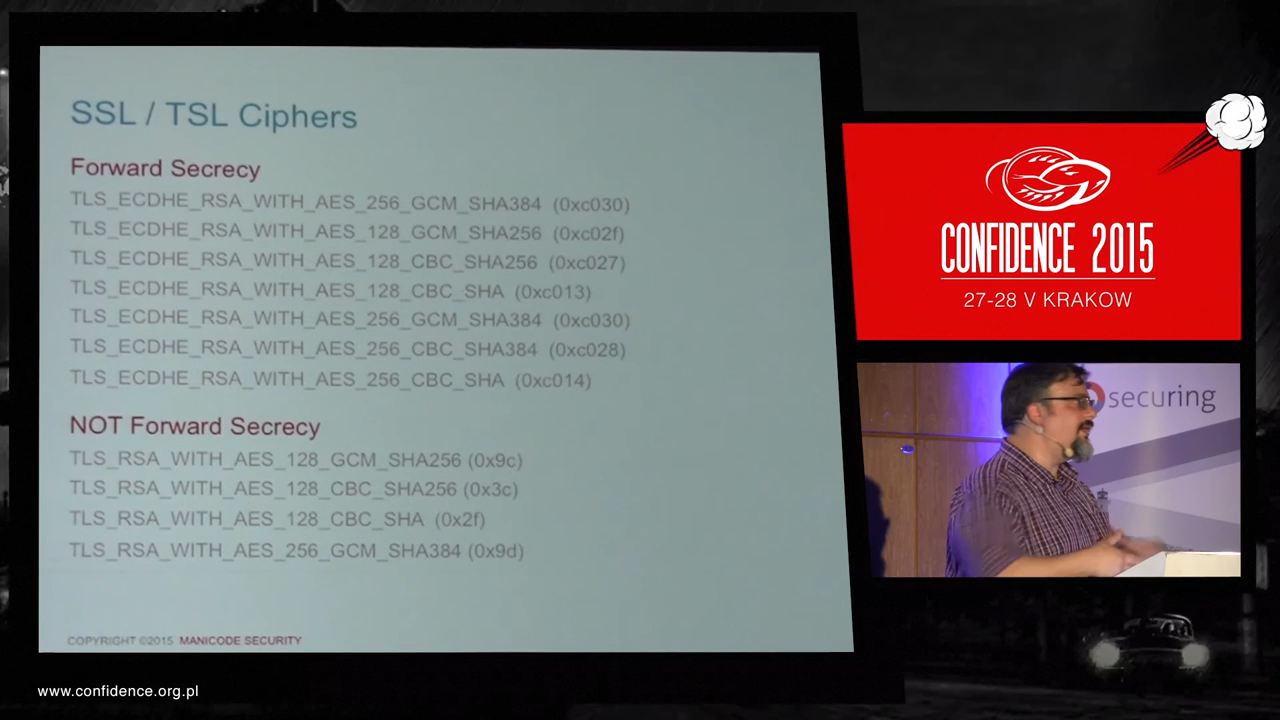 SSL / TSL Ciphers
Forward Secrecy
TLS_ECDHE_RSA_WITH_AES_256_GCM_SHA384 (0xc030)
TLS_ECDHE_RSA_WITH_AES_128_GCM_SHA256 (0xc02f)
TLS_ECDHE_RSA_WITH_AES_128_CBC_SHA256 (0xc027)
TLS_ECDHE_RSA_WITH_AES_128_CBC_SHA (0xc013)
TLS_ECDHE_RSA_WITH_AES_256_GCM_SHA384 (0xc030)
TLS_ECDHE_RSA_WITH_AES_256_CBC_SHA384 (0xc028)
TLS_ECDHE_RSA_WITH_AES_256_CBC_SHA (0xc014)
NOT Forward Secrecy
TLS_RSA_WITH_AES_128_GCM_SHA256 (0x9c)
TLS_RSA_WITH_AES_128_CBC_SHA256 (0x3c)
TLS_RSA_WITH_AES_128_CBC_SHA (0x2f)
TLS_RSA_WITH_AES_256_GCM_SHA384 (0x9d)
COPYRIGHT ©2015 MANICODE SECURITY
CONFIDENCE 2015
27-28 V KRAKOW
securing
www.confidence.org.pl